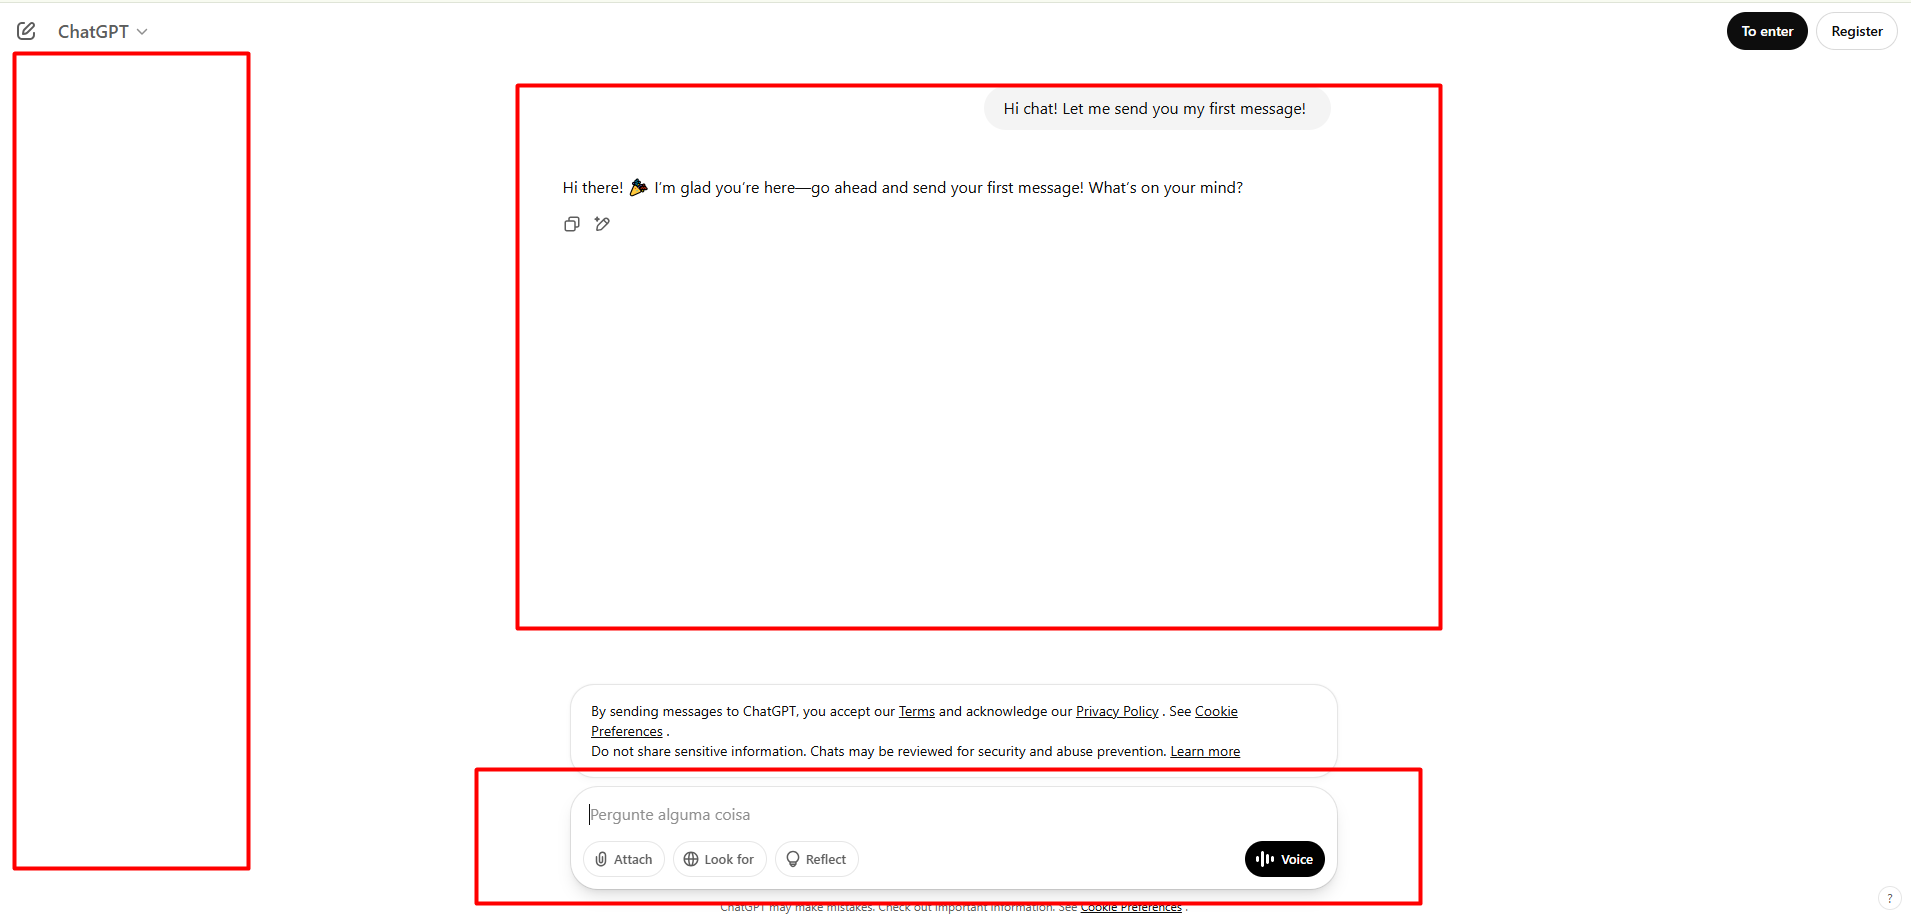 ChatGPT
To enter
Register
Hi chat! Let me send you my first message!
Hi there! 🎉 I'm glad you're here—go ahead and send your first message! What's on your mind?
By sending messages to ChatGPT, you accept our Terms and acknowledge our Privacy Policy . See Cookie
Preferences .
Do not share sensitive information. Chats may be reviewed for security and abuse prevention. Learn more
Pergunte alguma coisa
Attach
Look for
Reflect
Voice
ChatGPT may make mistakes. Check out important information. See Cookie Preferences .
?